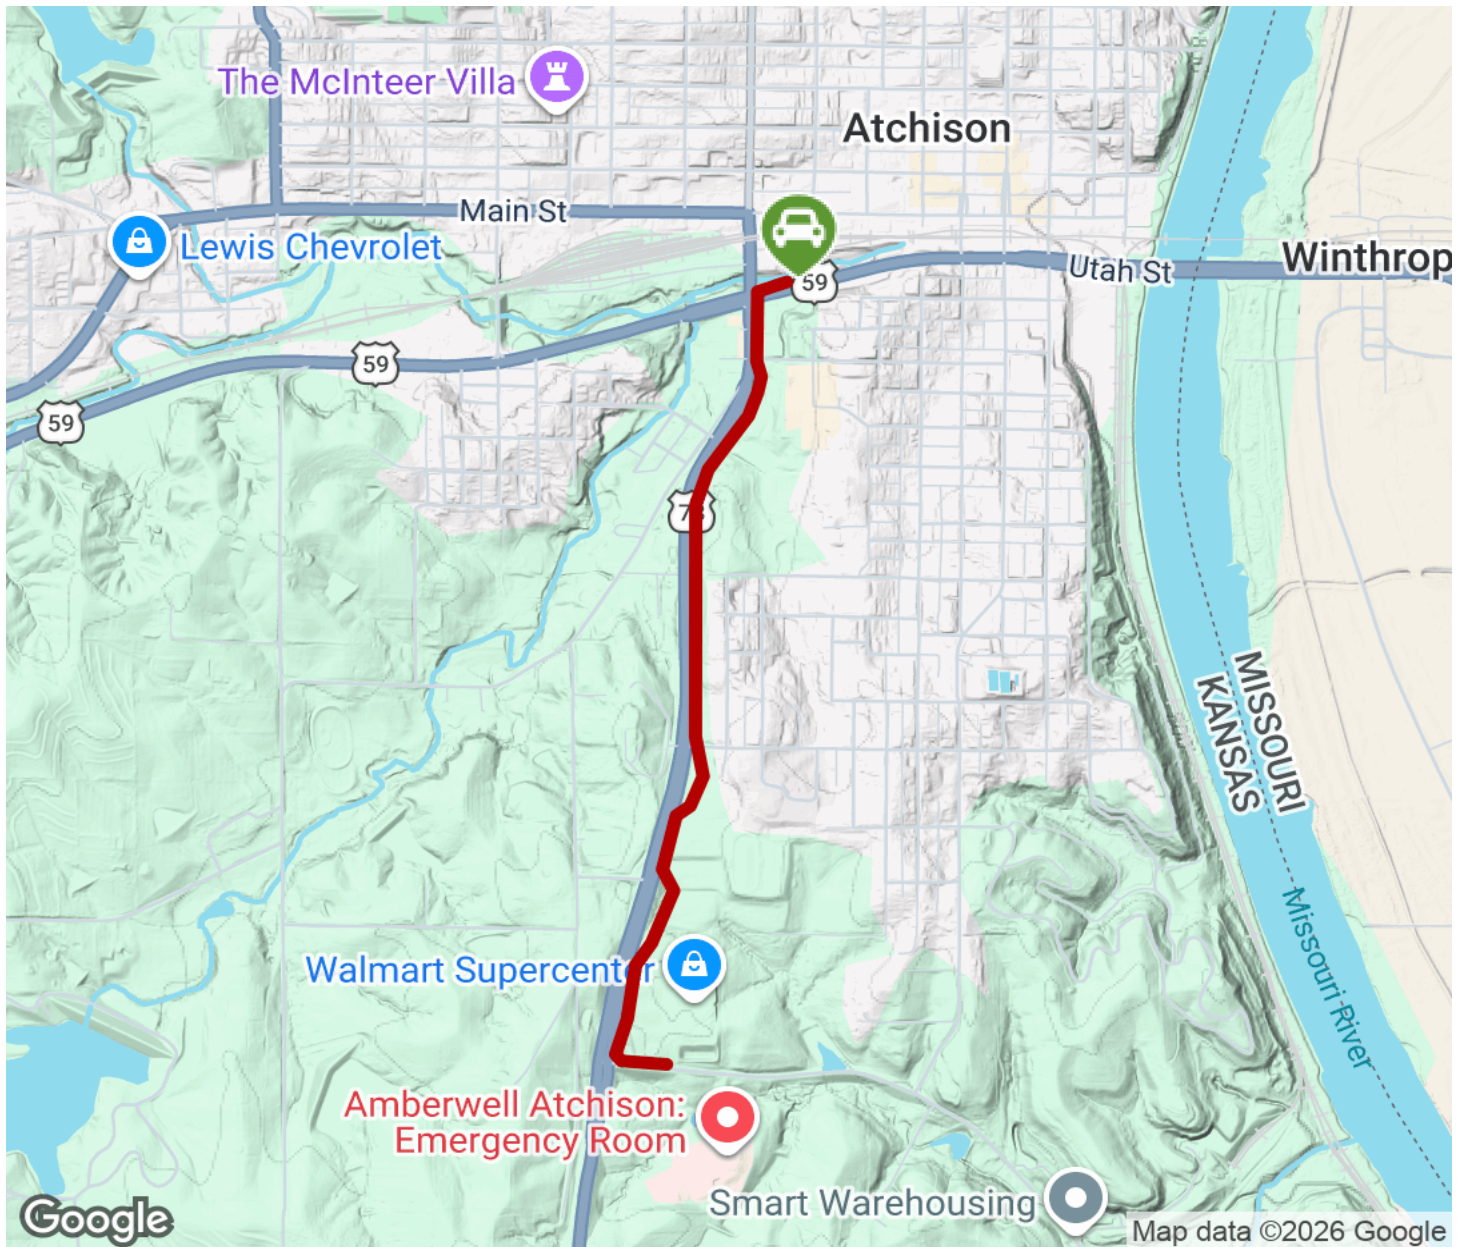 The McInteer Villa
Atchison
Main St
Lewis Chevrolet
59
Utah St
Winthrop
59
59
MISSOURI
KANSAS
Missouri River
Walmart Supercenter
Amberwell Atchison:
Emergency Room
Smart Warehousing
Google
Map data ©2026 Google